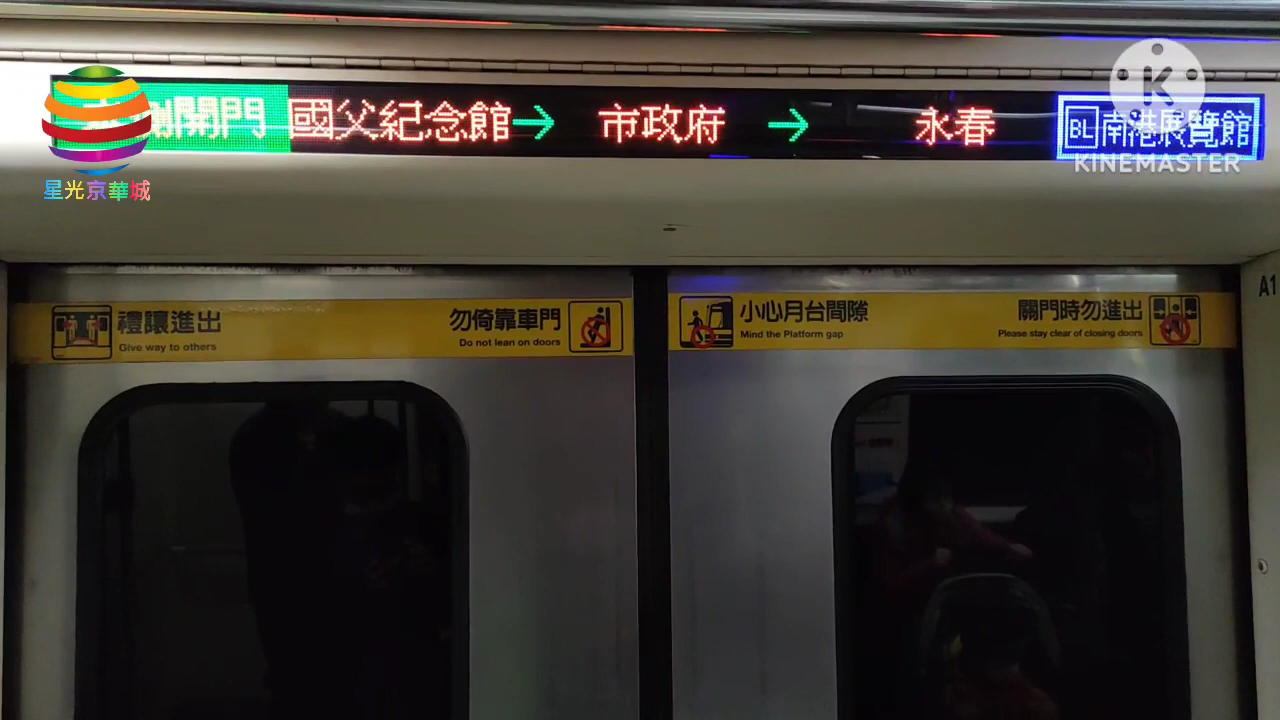 側開門 國父紀念館→ 市政府 → 永春 BL南港展覽館
星光京華城
K
KINEMASTER
A1
禮讓進出
Give way to others
勿倚靠車門
Do not lean on doors
小心月台間隙
Mind the Platform gap
關門時勿進出
Please stay clear of closing doors